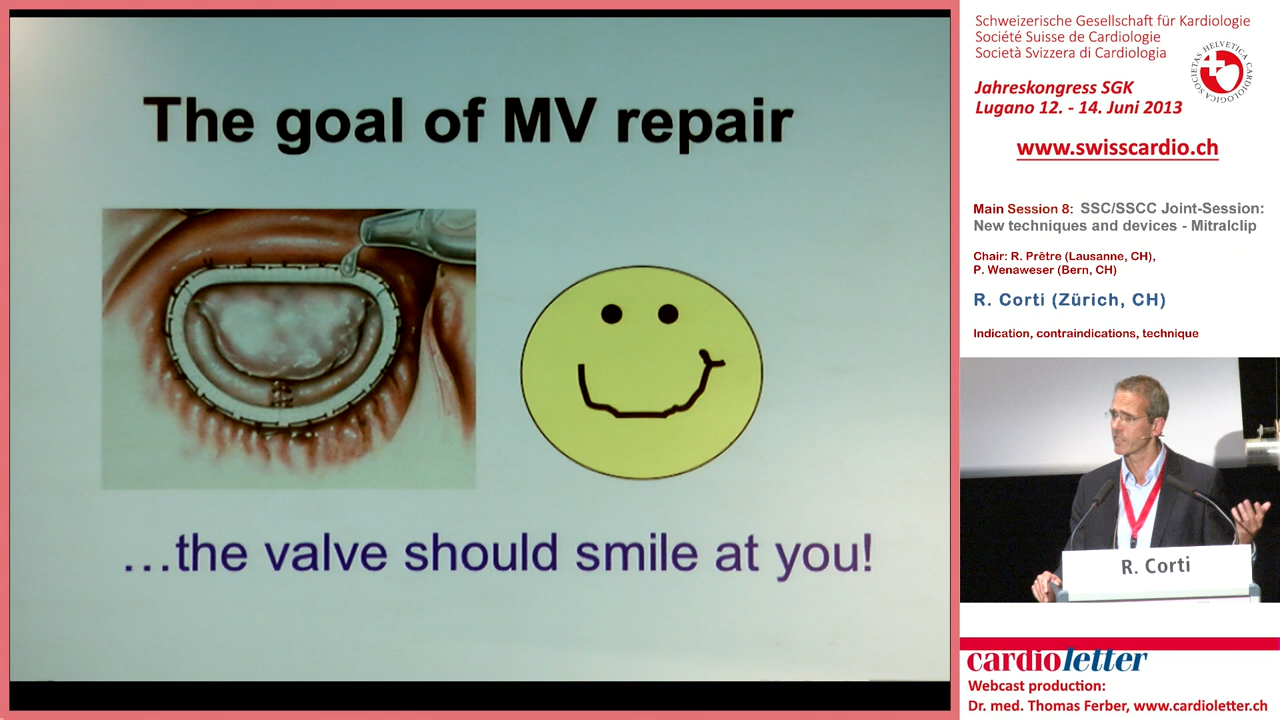 The goal of MV repair
...the valve should smile at you!
Schweizerische Gesellschaft für Kardiologie
Société Suisse de Cardiologie
Società Svizzera di Cardiologia
SOCIETAS HELVETICA CARDIOLOGICA
Jahreskongress SGK
Lugano 12. - 14. Juni 2013
www.swisscardio.ch
Main Session 8: SSC/SSCC Joint-Session:
New techniques and devices - Mitralclip
Chair: R. Prêtre (Lausanne, CH),
P. Wenaweser (Bern, CH)
R. Corti (Zürich, CH)
Indication, contraindications, technique
R. Corti
cardioletter
Webcast production:
Dr. med. Thomas Ferber, www.cardioletter.ch